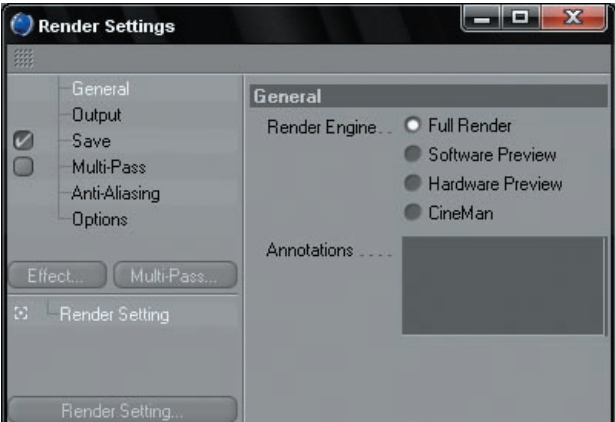 Render Settings
General
Output
Save
Multi-Pass
Anti-Aliasing
Options
Effect...
Multi-Pass...
Render Setting
Render Setting...
General
Render Engine . .
Full Render
Software Preview
Hardware Preview
CineMan
Annotations . . . .